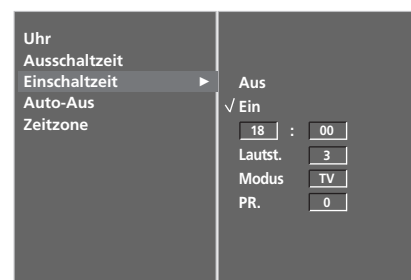 Uhr
Ausschaltzeit
Einschaltzeit ►
Auto-Aus
Zeitzone
Aus
√ Ein
18 : 00
Lautst. 3
Modus TV
PR. 0